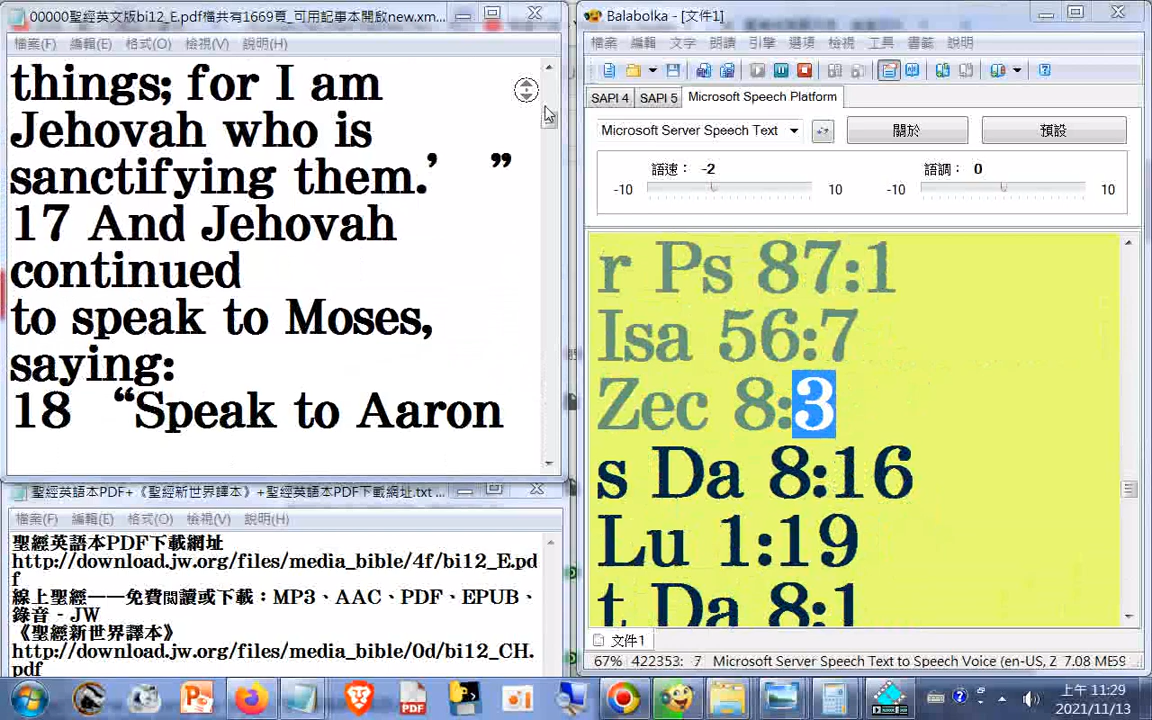 00000聖經英文版bi12_E.pdf檔共有1669頁_可用記事本開啟new.xm...
檔案(F) 編輯(E) 格式(O) 檢視(V) 說明(H)
things; for I am
Jehovah who is
sanctifying them.’ ”
17 And Jehovah
continued
to speak to Moses,
saying:
18 “Speak to Aaron
聖經英語本PDF+《聖經新世界譯本》+聖經英語本PDF下載網址.txt ...
檔案(F) 編輯(E) 格式(O) 檢視(V) 說明(H)
聖經英語本PDF下載網址
http://download.jw.org/files/media_bible/4f/bi12_E.pd
f
線上聖經——免費閱讀或下載：MP3、AAC、PDF、EPUB、
錄音 - JW
《聖經新世界譯本》
http://download.jw.org/files/media_bible/0d/bi12_CH.
pdf
Balabolka - [文件1]
檔案 編輯 文字 朗讀 引擎 選項 檢視 工具 書籤 說明
SAPI 4 SAPI 5 Microsoft Speech Platform
Microsoft Server Speech Text 關於 預設
語速： -2 語調： 0
-10 10 -10 10
r Ps 87:1
Isa 56:7
Zec 8:3
s Da 8:16
Lu 1:19
t Da 8:1
文件1
67% 422353: 7 Microsoft Server Speech Text to Speech Voice (en-US, Z 7.08 ME59
PDF
上午 11:29
2021/11/13